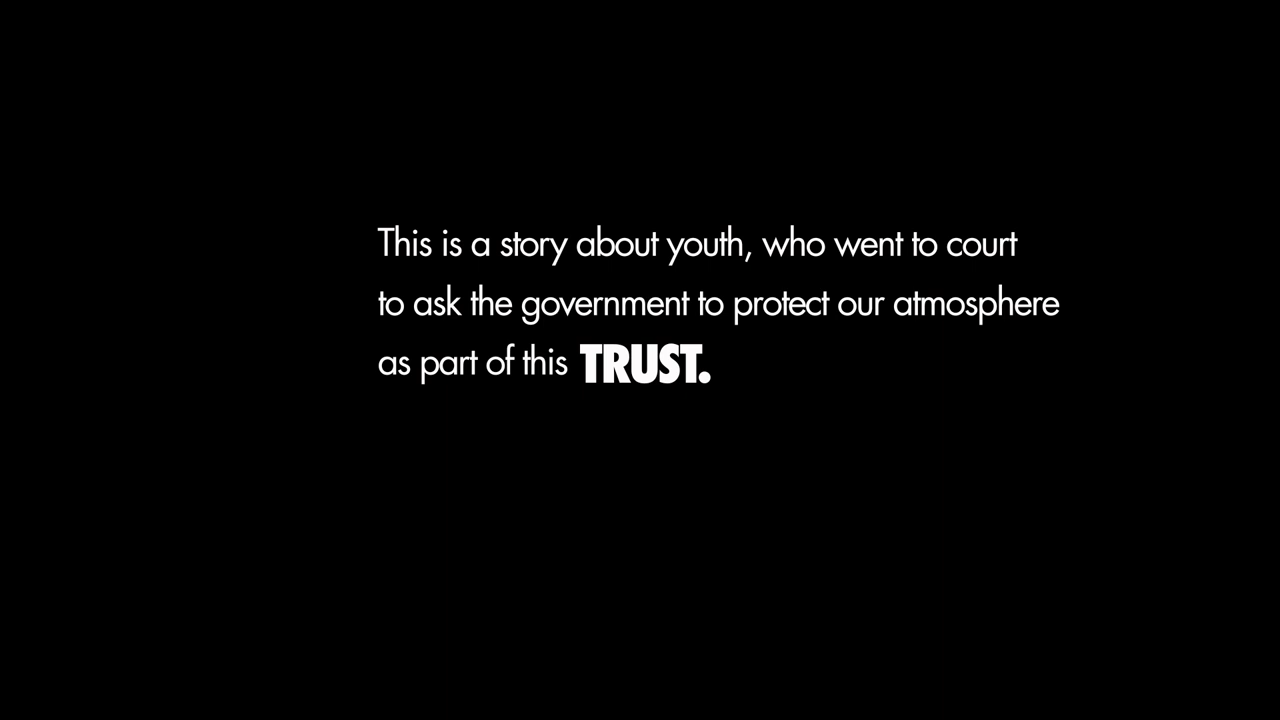 This is a story about youth, who went to court
to ask the government to protect our atmosphere
as part of this TRUST.